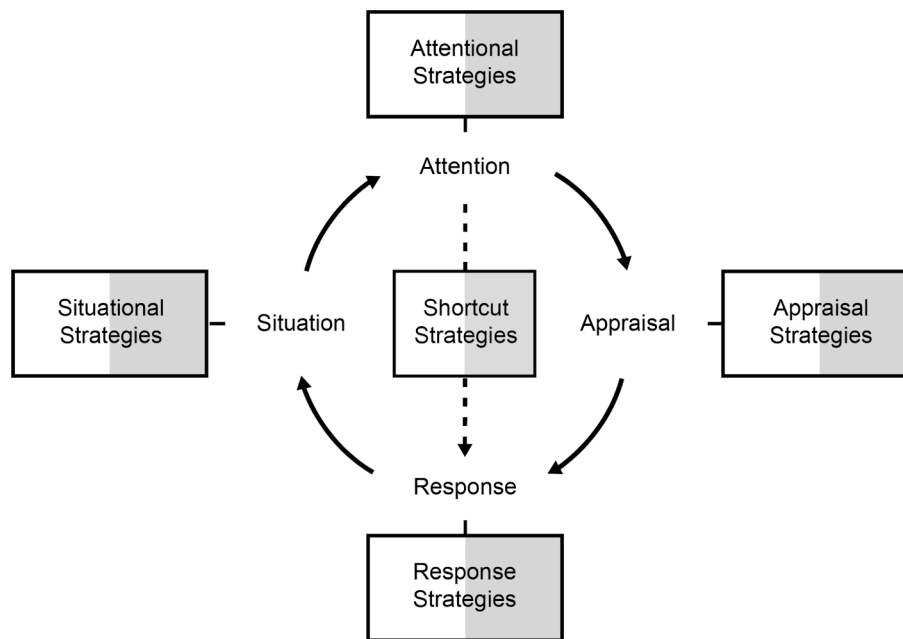 Attentional
Strategies
Attention
Situational
Strategies
Situation
Shortcut
Strategies
Appraisal
Appraisal
Strategies
Response
Response
Strategies